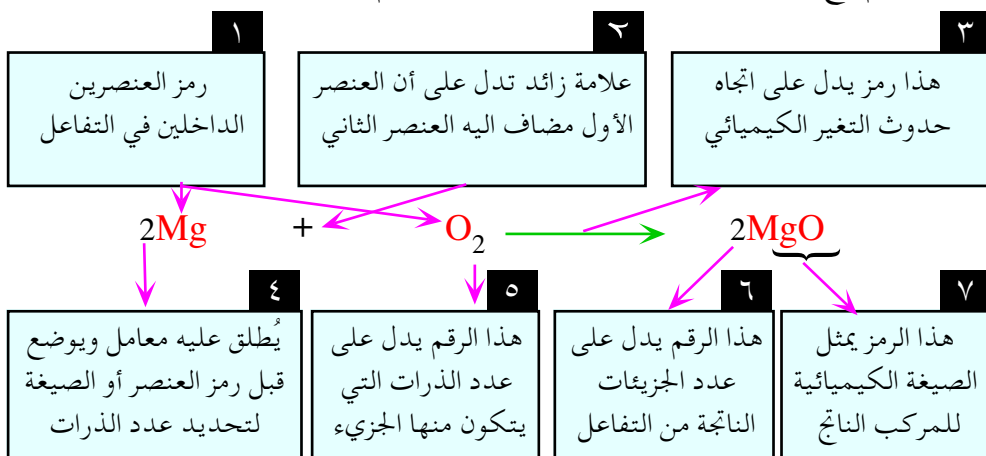 ١
رمز العنصرين
الداخلين في التفاعل
٢
علامة زائد تدل على أن العنصر
الأول مضاف اليه العنصر الثاني
٣
هذا رمز يدل على اتجاه
حدوث التغير الكيميائي
2Mg + O₂ → 2MgO
٤
يُطلق عليه معامل ويوضع
قبل رمز العنصر أو الصيغة
لتحديد عدد الذرات
٥
هذا الرقم يدل على
عدد الذرات التي
يتكون منها الجزيء
٦
هذا الرقم يدل على
عدد الجزيئات
الناتجة من التفاعل
٧
هذا الرمز يمثل
الصيغة الكيميائية
للمركب الناتج